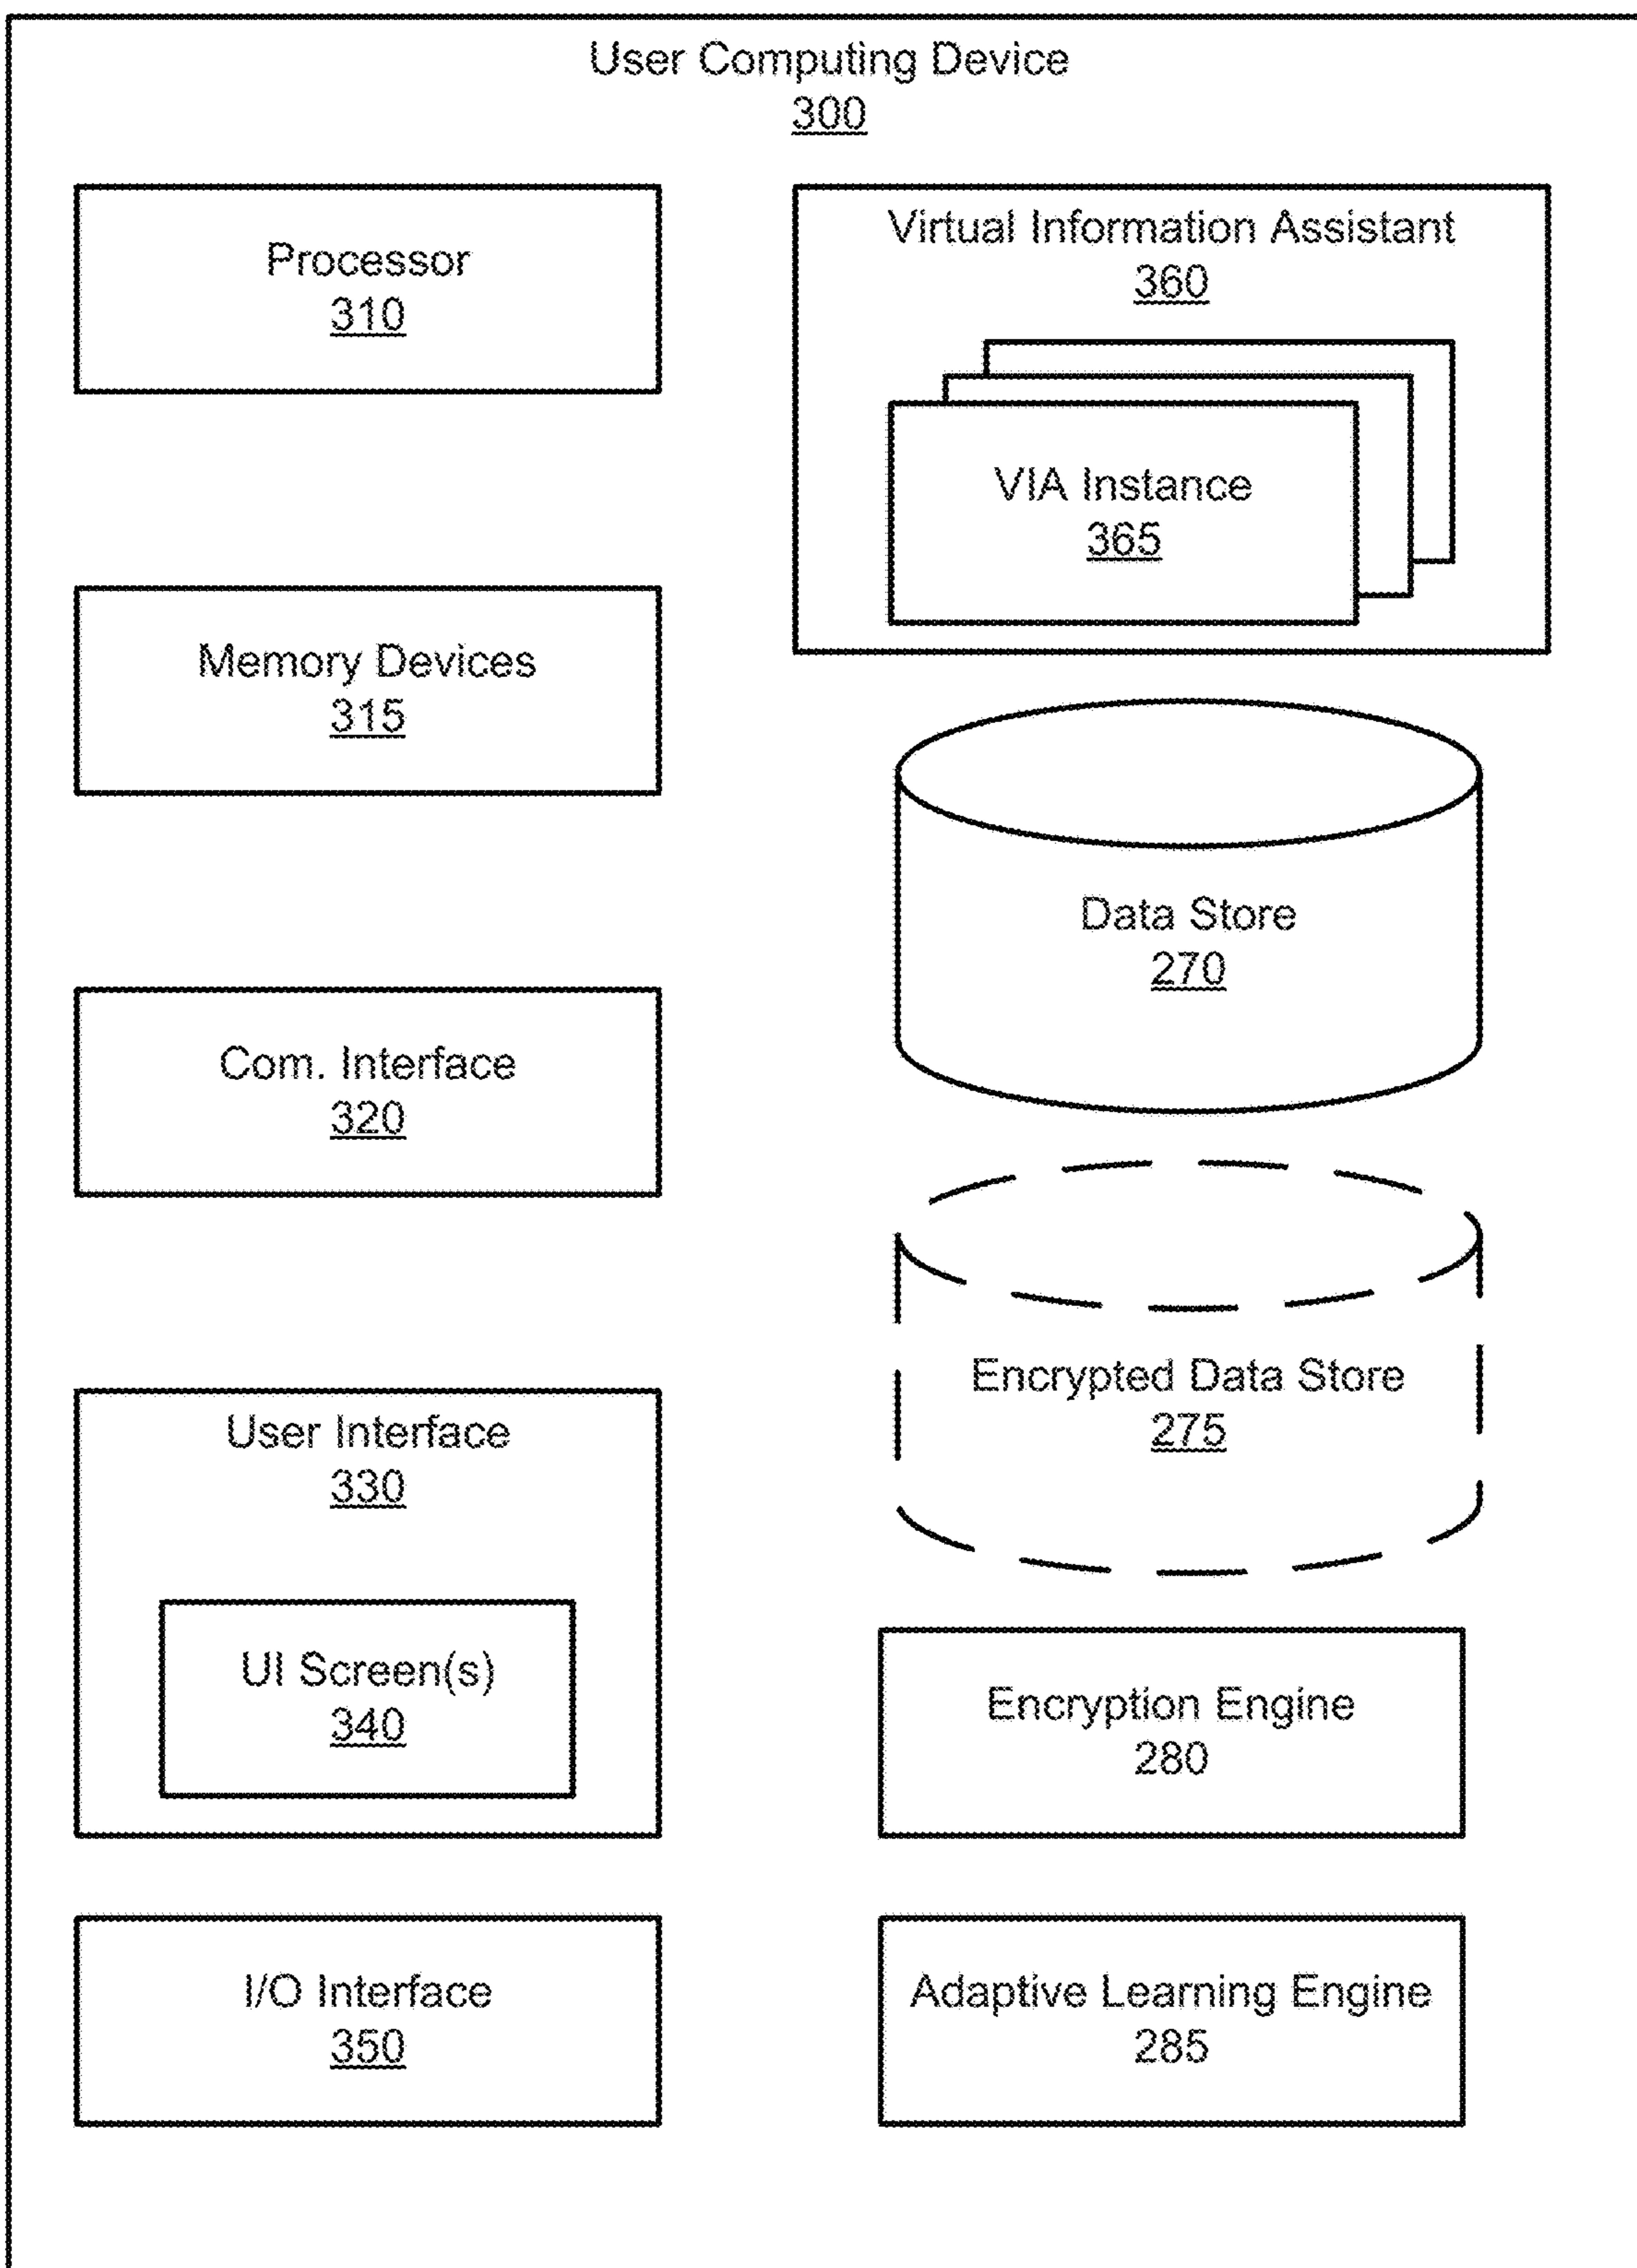 User Computing Device
300
Processor
310
Memory Devices
315
Com. Interface
320
User Interface
330
UI Screen(s)
340
I/O Interface
350
Virtual Information Assistant
360
VIA Instance
365
Data Store
270
Encrypted Data Store
275
Encryption Engine
280
Adaptive Learning Engine
285